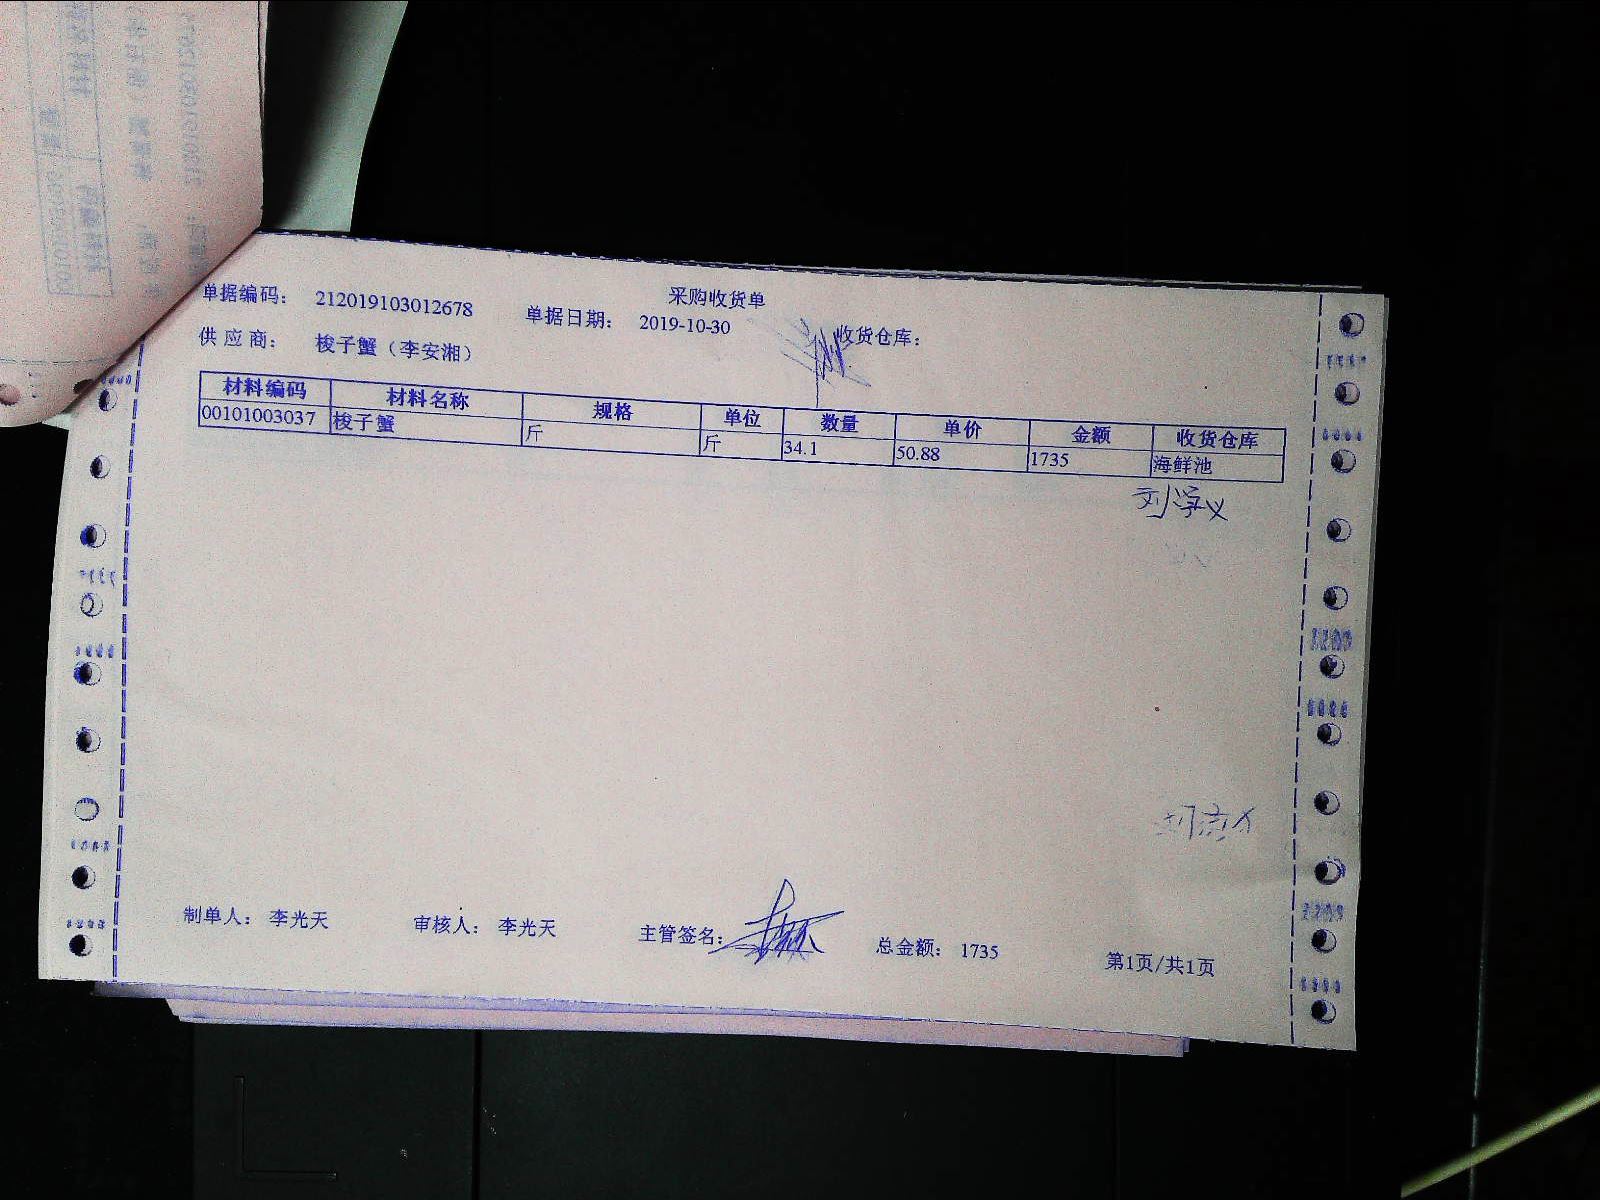 采购收货单
单据编码： 212019103012678 单据日期： 2019-10-30 收货仓库：
供 应 商： 梭子蟹（李安湘）
材料编码 材料名称 规格 单位 数量 单价 金额 收货仓库
00101003037 梭子蟹 斤 斤 34.1 50.88 1735 海鲜池
制单人： 李光天 审核人： 李光天 主管签名： 总金额： 1735 第1页/共1页